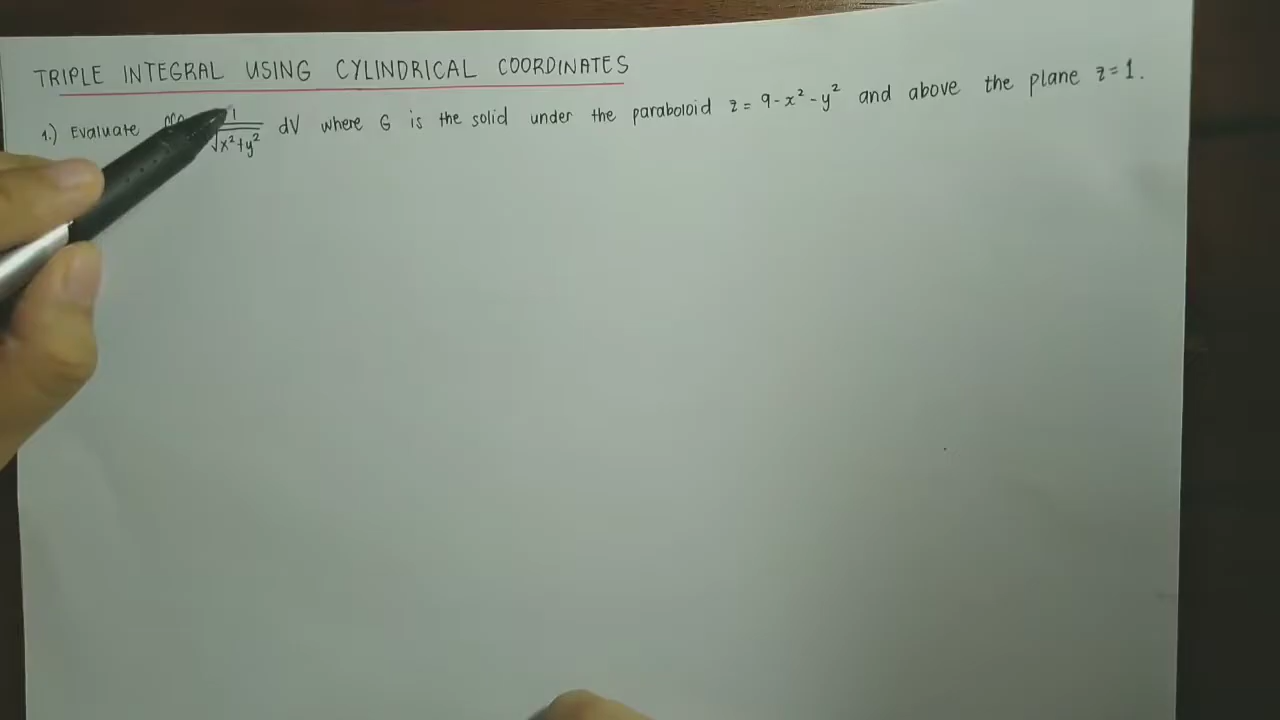 TRIPLE INTEGRAL USING CYLINDRICAL COORDINATES
1.) Evaluate 1/√x²+y² dV where G is the solid under the paraboloid z = 9-x²-y² and above the plane z=1.